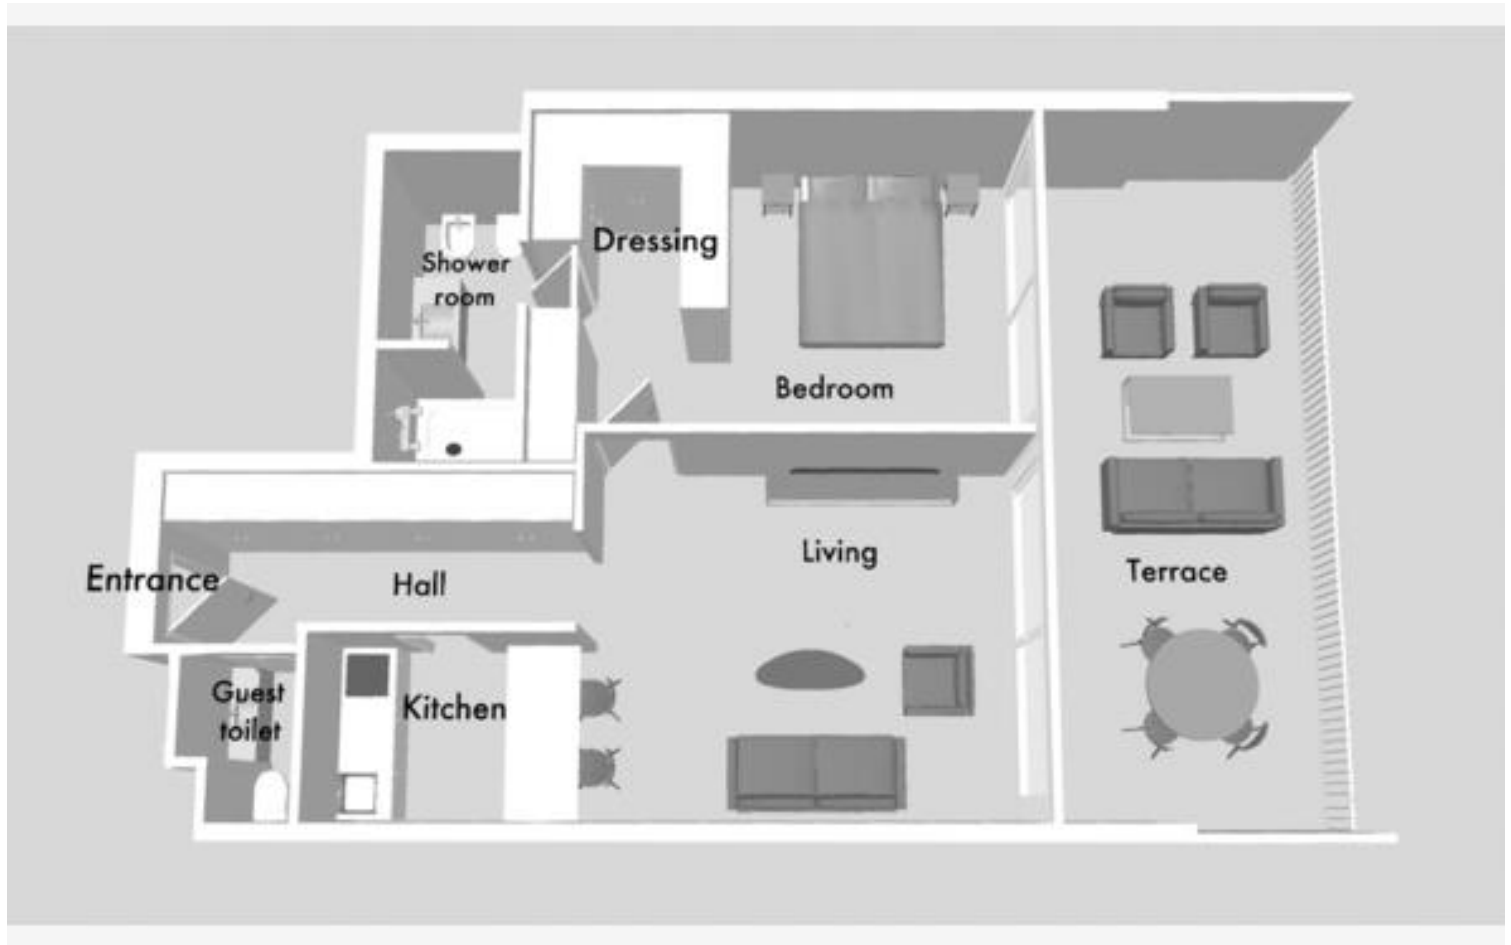 Dressing
Shower
room
Bedroom
Living
Entrance
Hall
Terrace
Guest
toilet
Kitchen